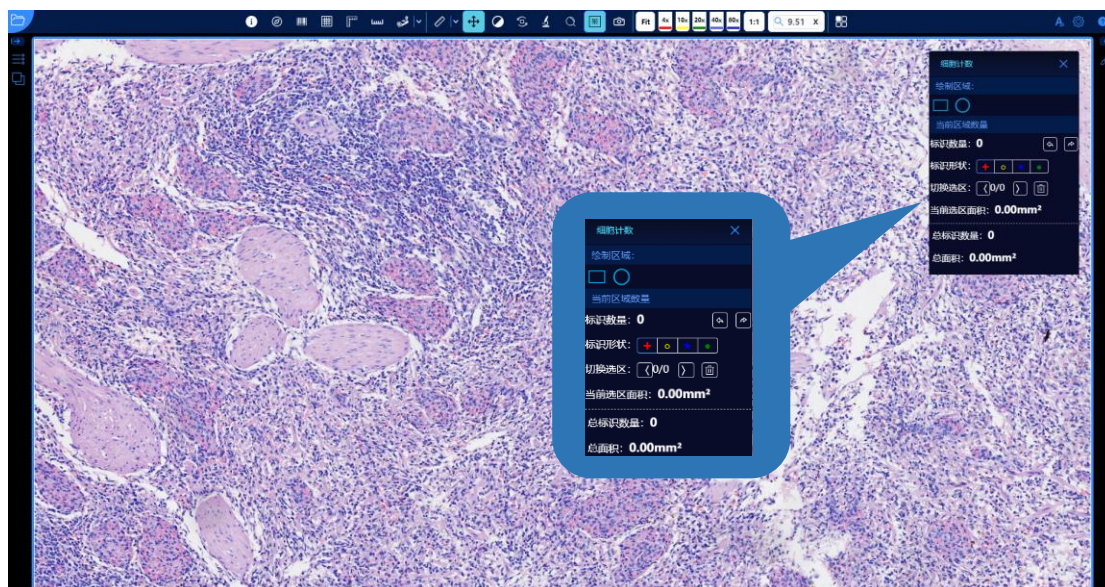 Fit 4x 10x 20x 40x 80x 1:1 9.51 X
A
细胞计数
绘制区域:
当前区域数量
标识数量: 0
标识形状:
切换选区: 〈 0/0 〉
当前选区面积: 0.00mm²
总标识数量: 0
总面积: 0.00mm²
细胞计数
绘制区域:
当前区域数量
标识数量: 0
标识形状:
切换选区: 〈 0/0 〉
当前选区面积: 0.00mm²
总标识数量: 0
总面积: 0.00mm²